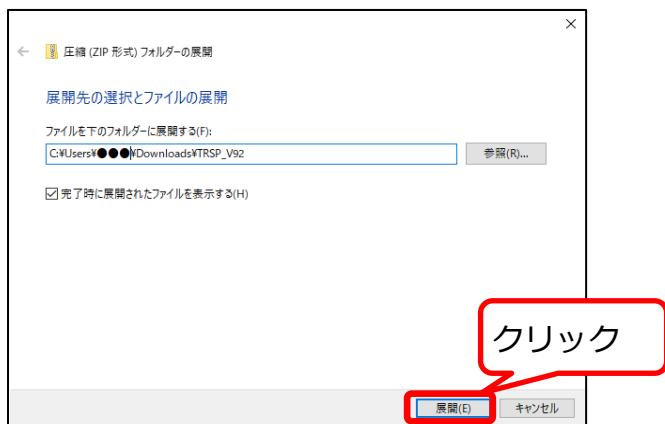 圧縮 (ZIP 形式) フォルダーの展開
展開先の選択とファイルの展開
ファイルを下のフォルダーに展開する(F):
C:¥Users¥●●●¥Downloads¥TRSP_V92
参照(R)...
完了時に展開されたファイルを表示する(H)
クリック
展開(E)
キャンセル